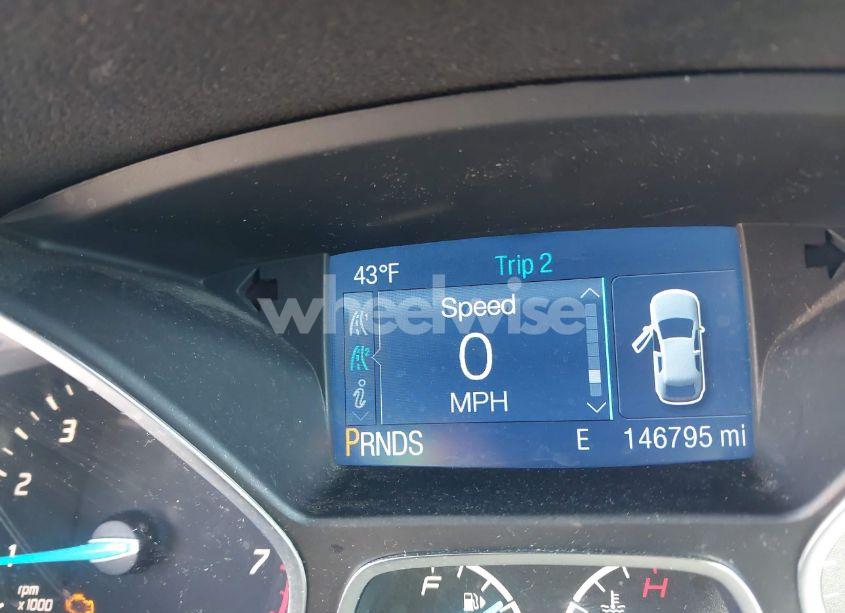 43°F Trip 2
Speed
0
MPH
PRNDS E 146795 mi
wheelwise
3
2
1
7
rpm
x1000
F
H